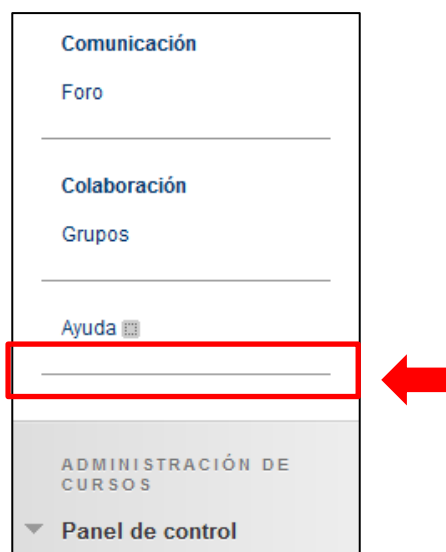 Comunicación
Foro
Colaboración
Grupos
Ayuda
ADMINISTRACIÓN DE
CURSOS
Panel de control